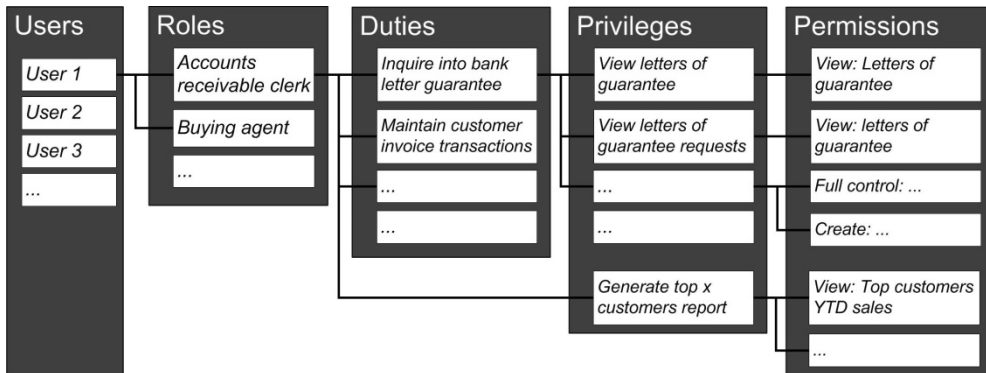 Users
User 1
User 2
User 3
...
Roles
Accounts
receivable clerk
Buying agent
...
Duties
Inquire into bank
letter guarantee
Maintain customer
invoice transactions
...
...
Privileges
View letters of
guarantee
View letters of
guarantee requests
...
...
Generate top x
customers report
Permissions
View: Letters of
guarantee
View: letters of
guarantee
Full control: ...
Create: ...
View: Top customers
YTD sales
...